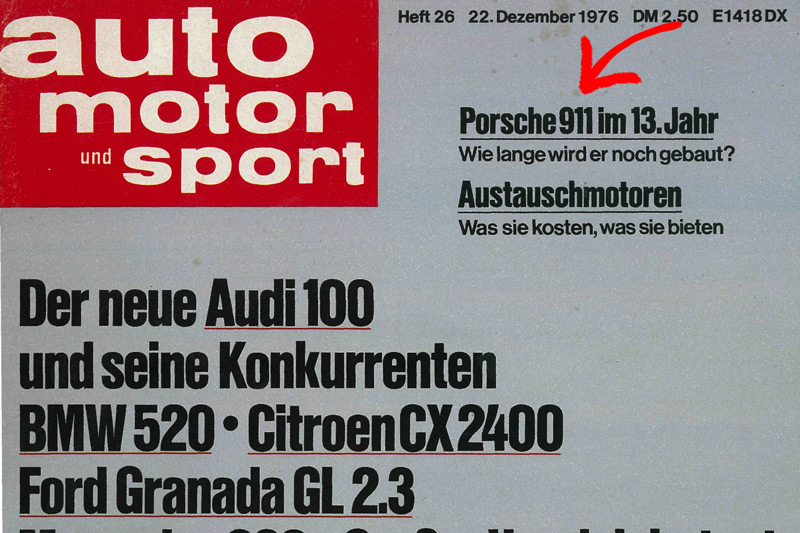 auto
motor
und sport
Heft 26 22. Dezember 1976 DM 2.50 E1418 DX
Porsche 911 im 13. Jahr
Wie lange wird er noch gebaut?
Austauschmotoren
Was sie kosten, was sie bieten
Der neue Audi 100
und seine Konkurrenten
BMW 520 • Citroen CX 2400
Ford Granada GL 2.3